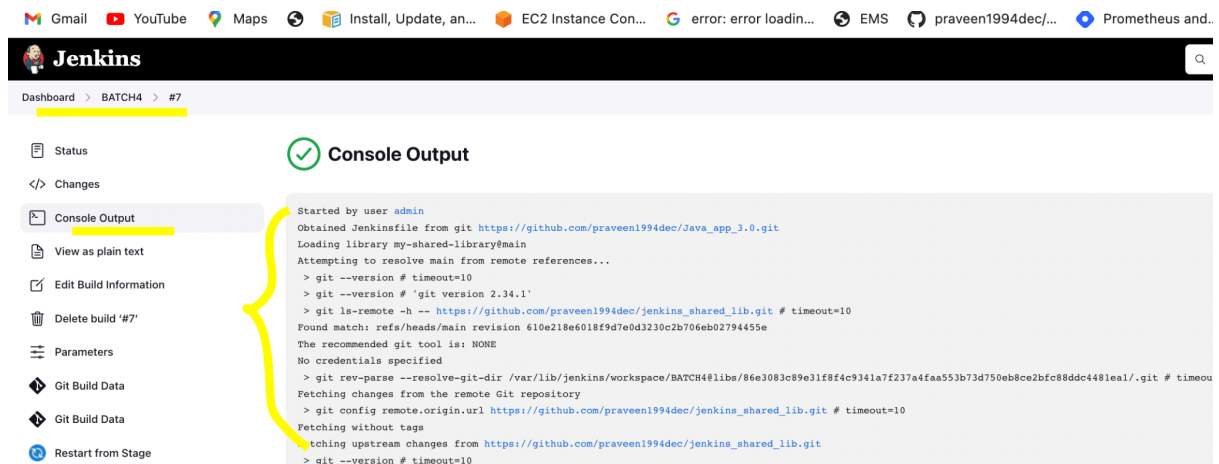 Gmail YouTube Maps Install, Update, an... EC2 Instance Con... error: error loadin... EMS praveen1994dec/... Prometheus and..
Jenkins
Dashboard > BATCH4 > #7
Status
</> Changes
Console Output
View as plain text
Edit Build Information
Delete build ‘#7’
Parameters
Git Build Data
Git Build Data
Restart from Stage
Console Output
Started by user admin
Obtained Jenkinsfile from git https://github.com/praveen1994dec/Java_app_3.0.git
Loading library my-shared-library@main
Attempting to resolve main from remote references...
> git --version # timeout=10
> git --version # 'git version 2.34.1'
> git ls-remote -h -- https://github.com/praveen1994dec/jenkins_shared_lib.git # timeout=10
Found match: refs/heads/main revision 610e218e6018f9d7e0d3230c2b706eb02794455e
The recommended git tool is: NONE
No credentials specified
> git rev-parse --resolve-git-dir /var/lib/jenkins/workspace/BATCH4@libs/86e3083c89e31f8f4c9341a7f237a4faa553b73d750eb8ce2bfc88ddc4481ea1/.git # timeou
Fetching changes from the remote Git repository
> git config remote.origin.url https://github.com/praveen1994dec/jenkins_shared_lib.git # timeout=10
Fetching without tags
tching upstream changes from https://github.com/praveen1994dec/jenkins_shared_lib.git
> git --version # timeout=10